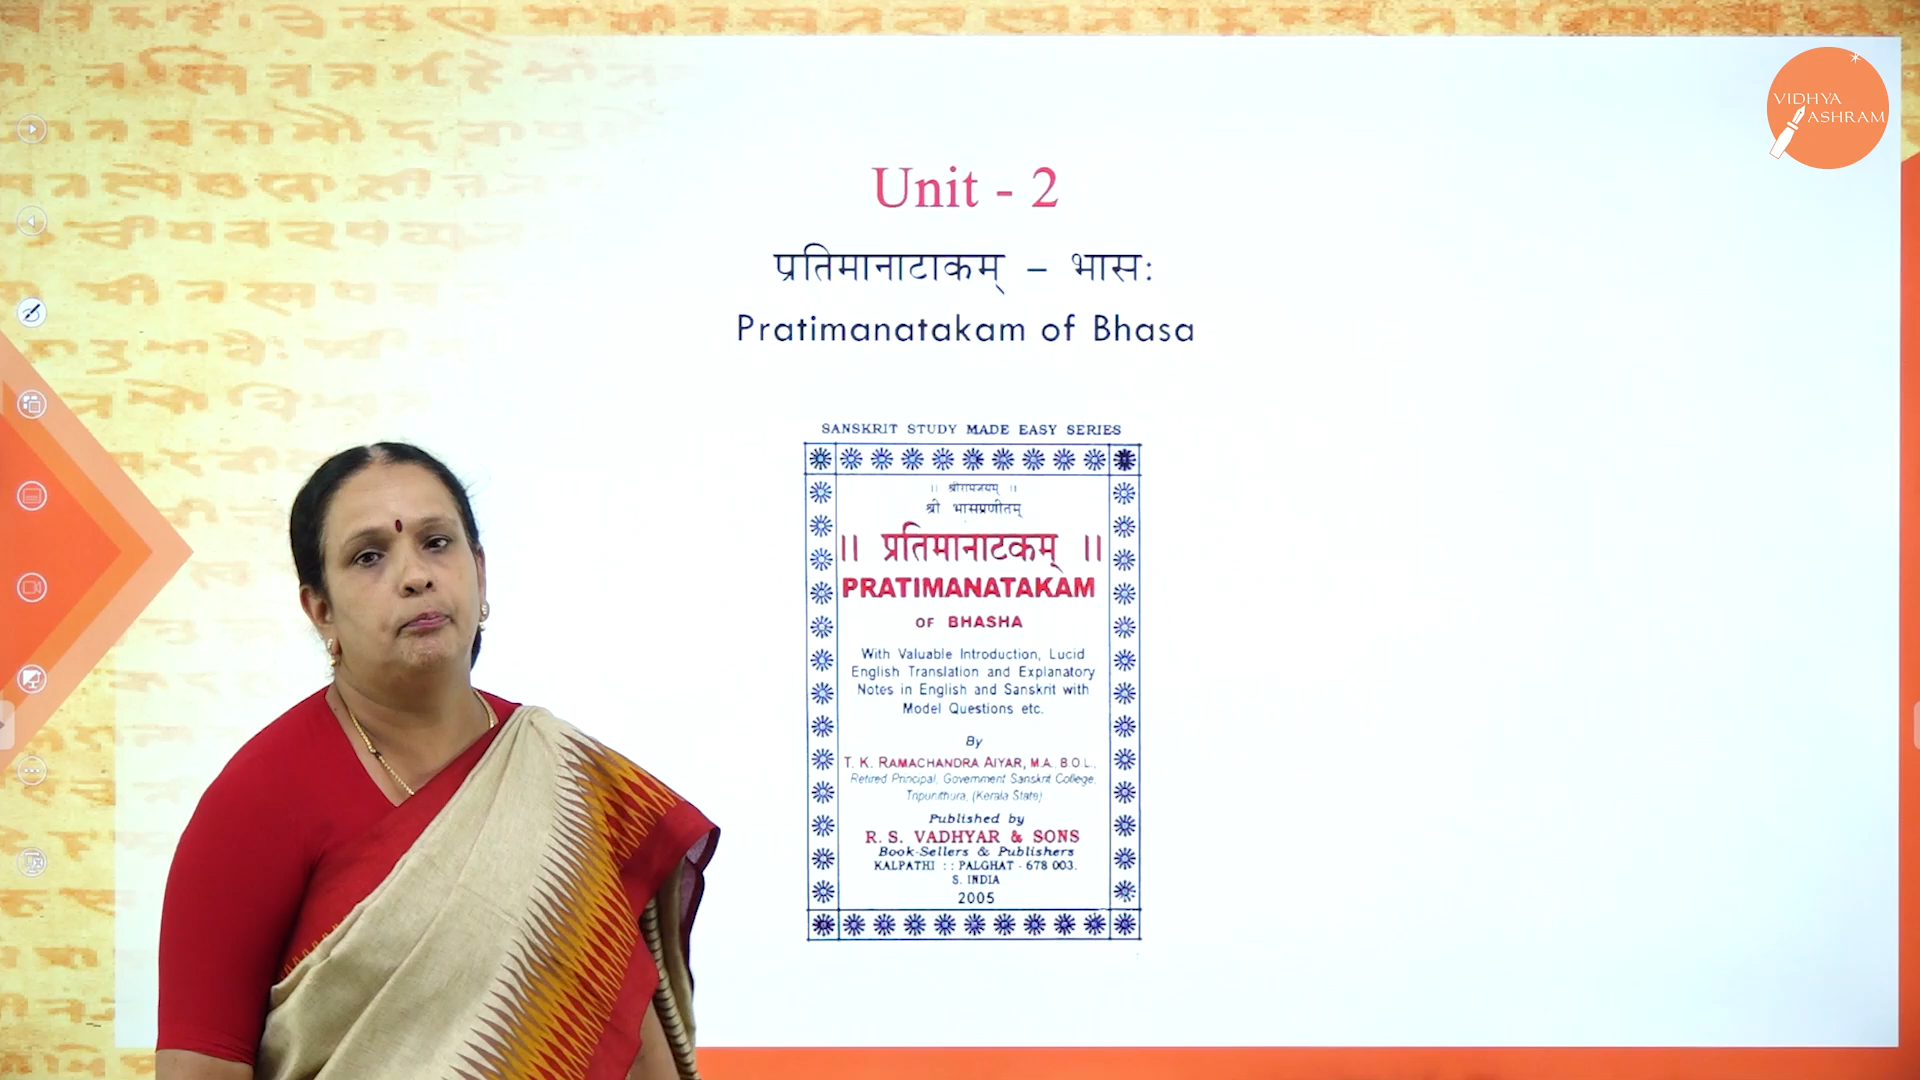 VIDHYA
ASHRAM
Unit - 2
प्रतिमानाटाकम् – भास:
Pratimanatakam of Bhasa
SANSKRIT STUDY MADE EASY SERIES
।। श्रीरामजयम् ।।
श्री भासप्रणीतम्
।। प्रतिमानाटकम् ।।
PRATIMANATAKAM
OF BHASHA
With Valuable Introduction, Lucid
English Translation and Explanatory
Notes in English and Sanskrit with
Model Questions etc.
By
T. K. RAMACHANDRA AIYAR, M.A. B.O.L.,
Retired Principal, Government Sanskrit College,
Tripunithura, (Kerala State)
Published by
R. S. VADHYAR & SONS
Book-Sellers & Publishers
KALPATHI : : PALGHAT - 678 003.
S. INDIA
2005